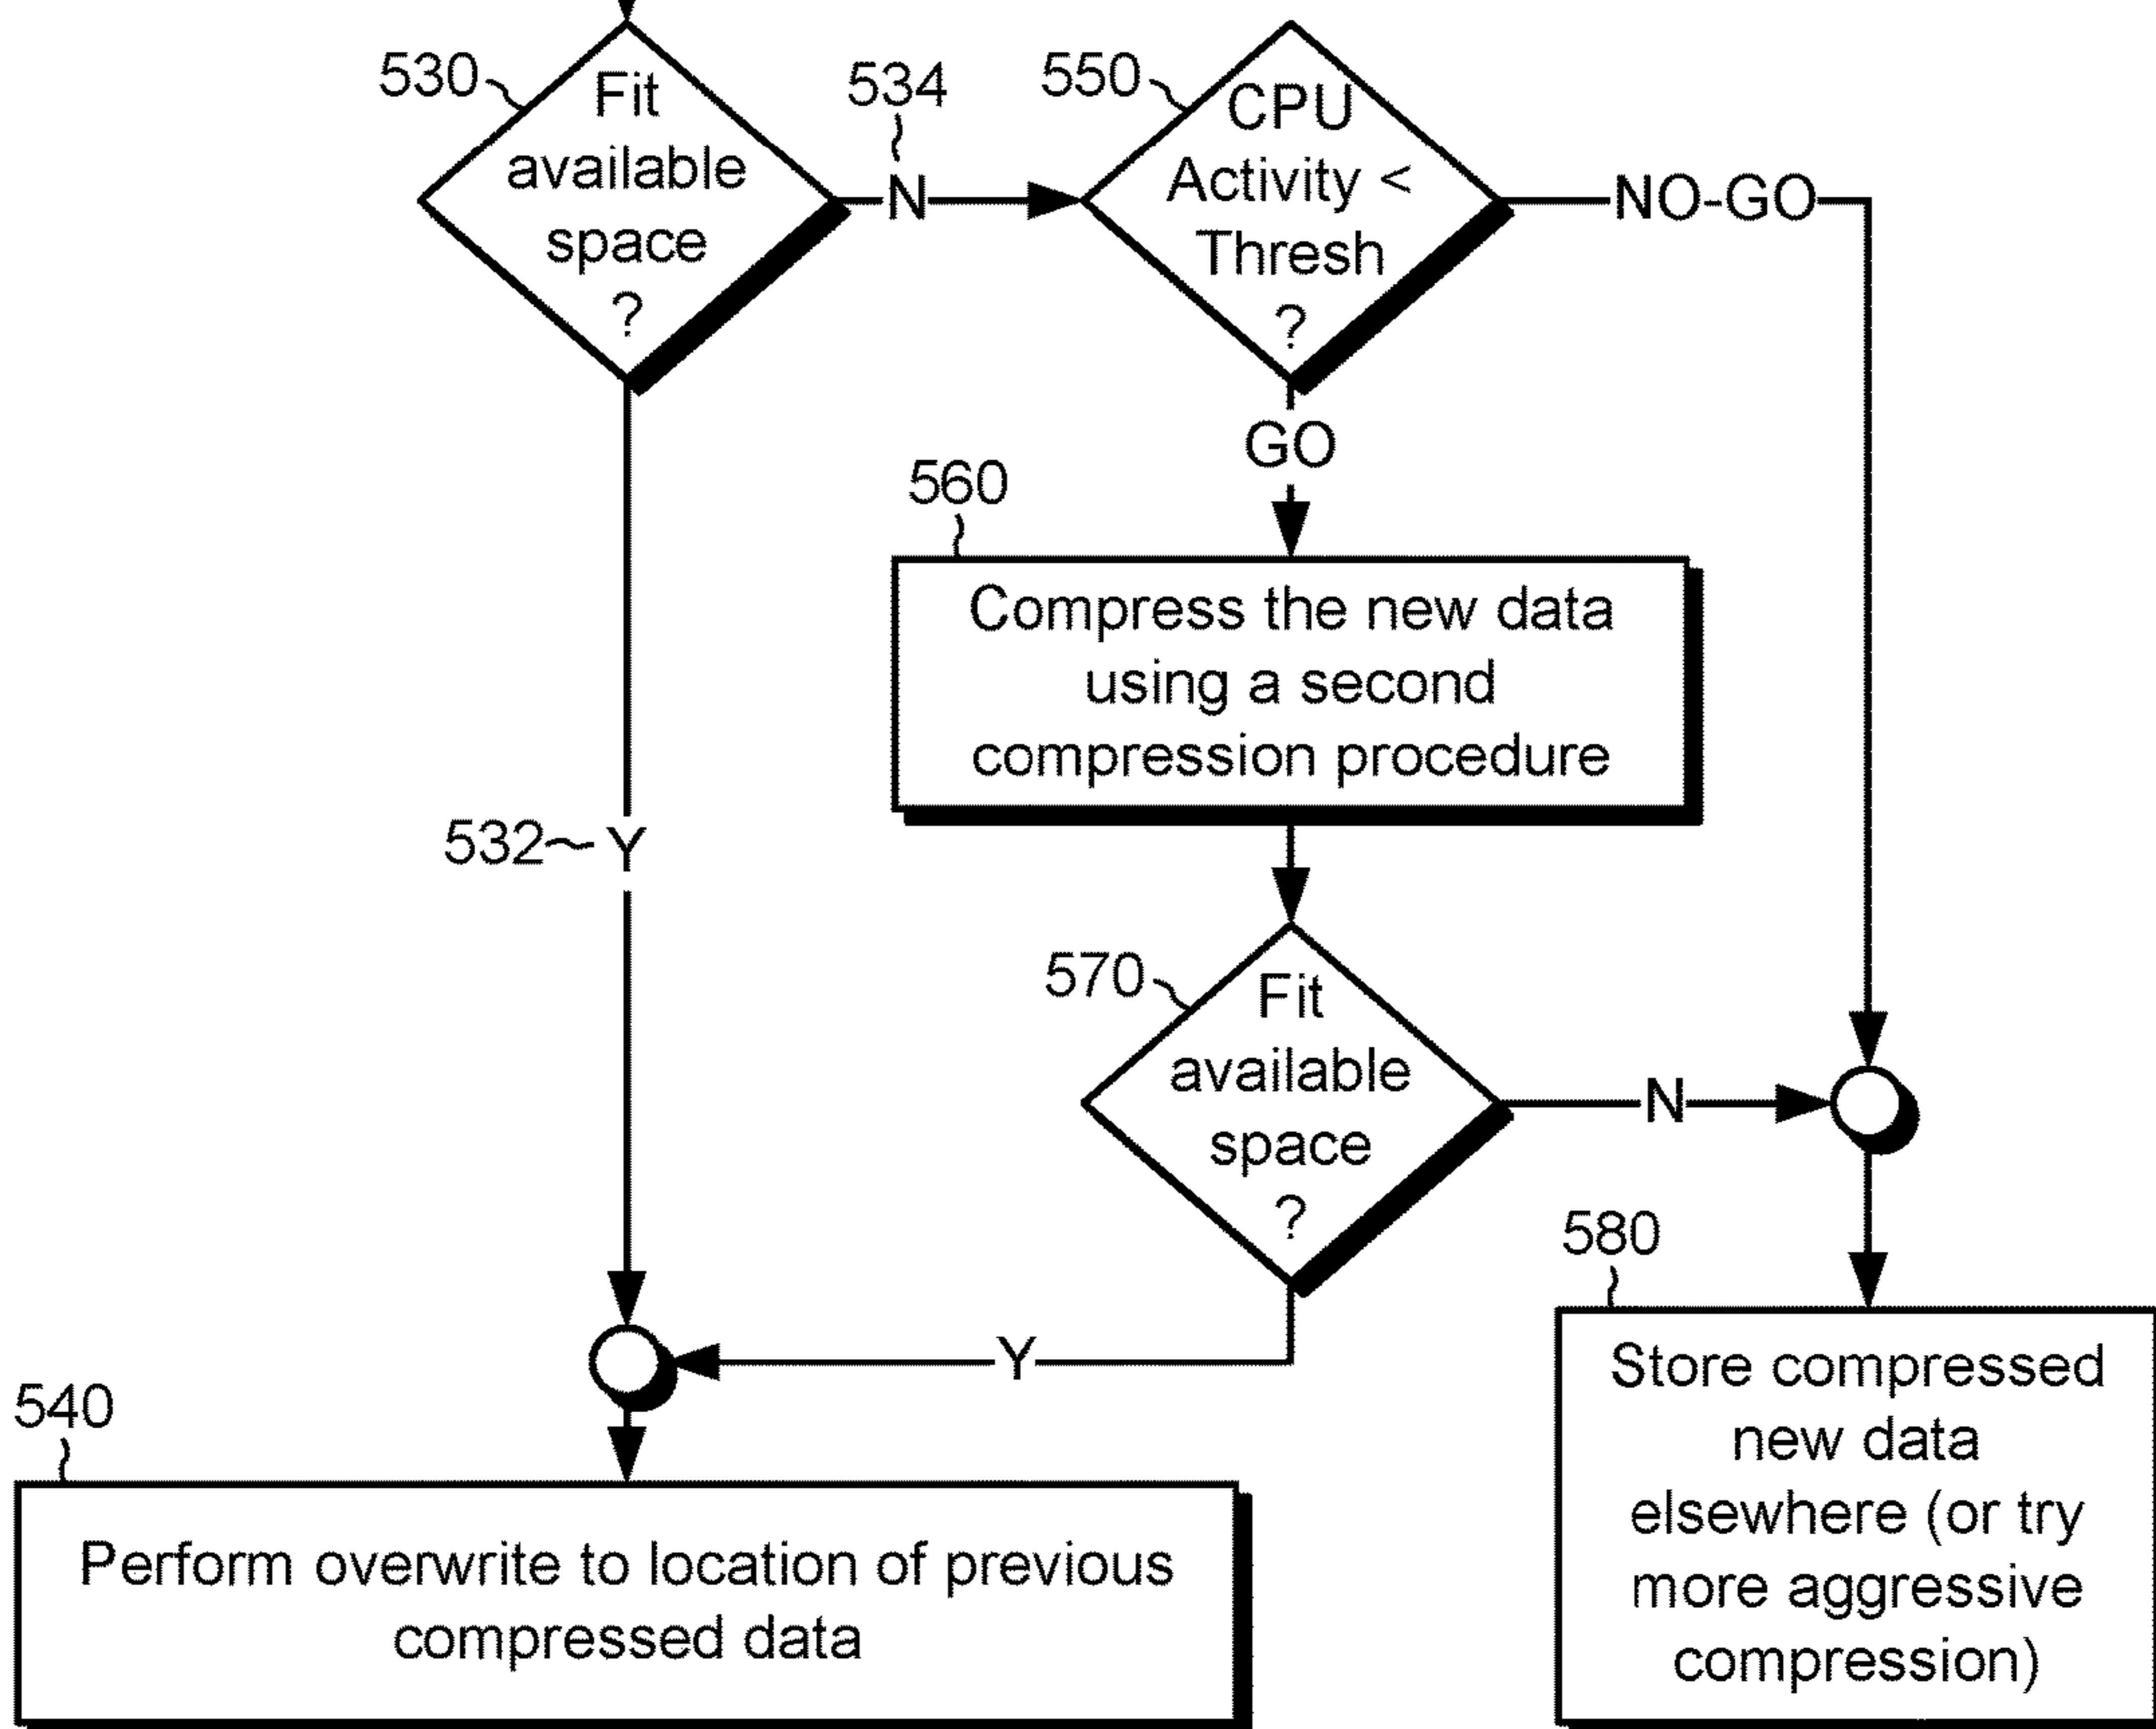 530
Fit
available
space
?
534
N
550
CPU
Activity <
Thresh
?
NO-GO
GO
560
Compress the new data
using a second
compression procedure
532
Y
570
Fit
available
space
?
N
Y
580
Store compressed
new data
elsewhere (or try
more aggressive
compression)
540
Perform overwrite to location of previous
compressed data